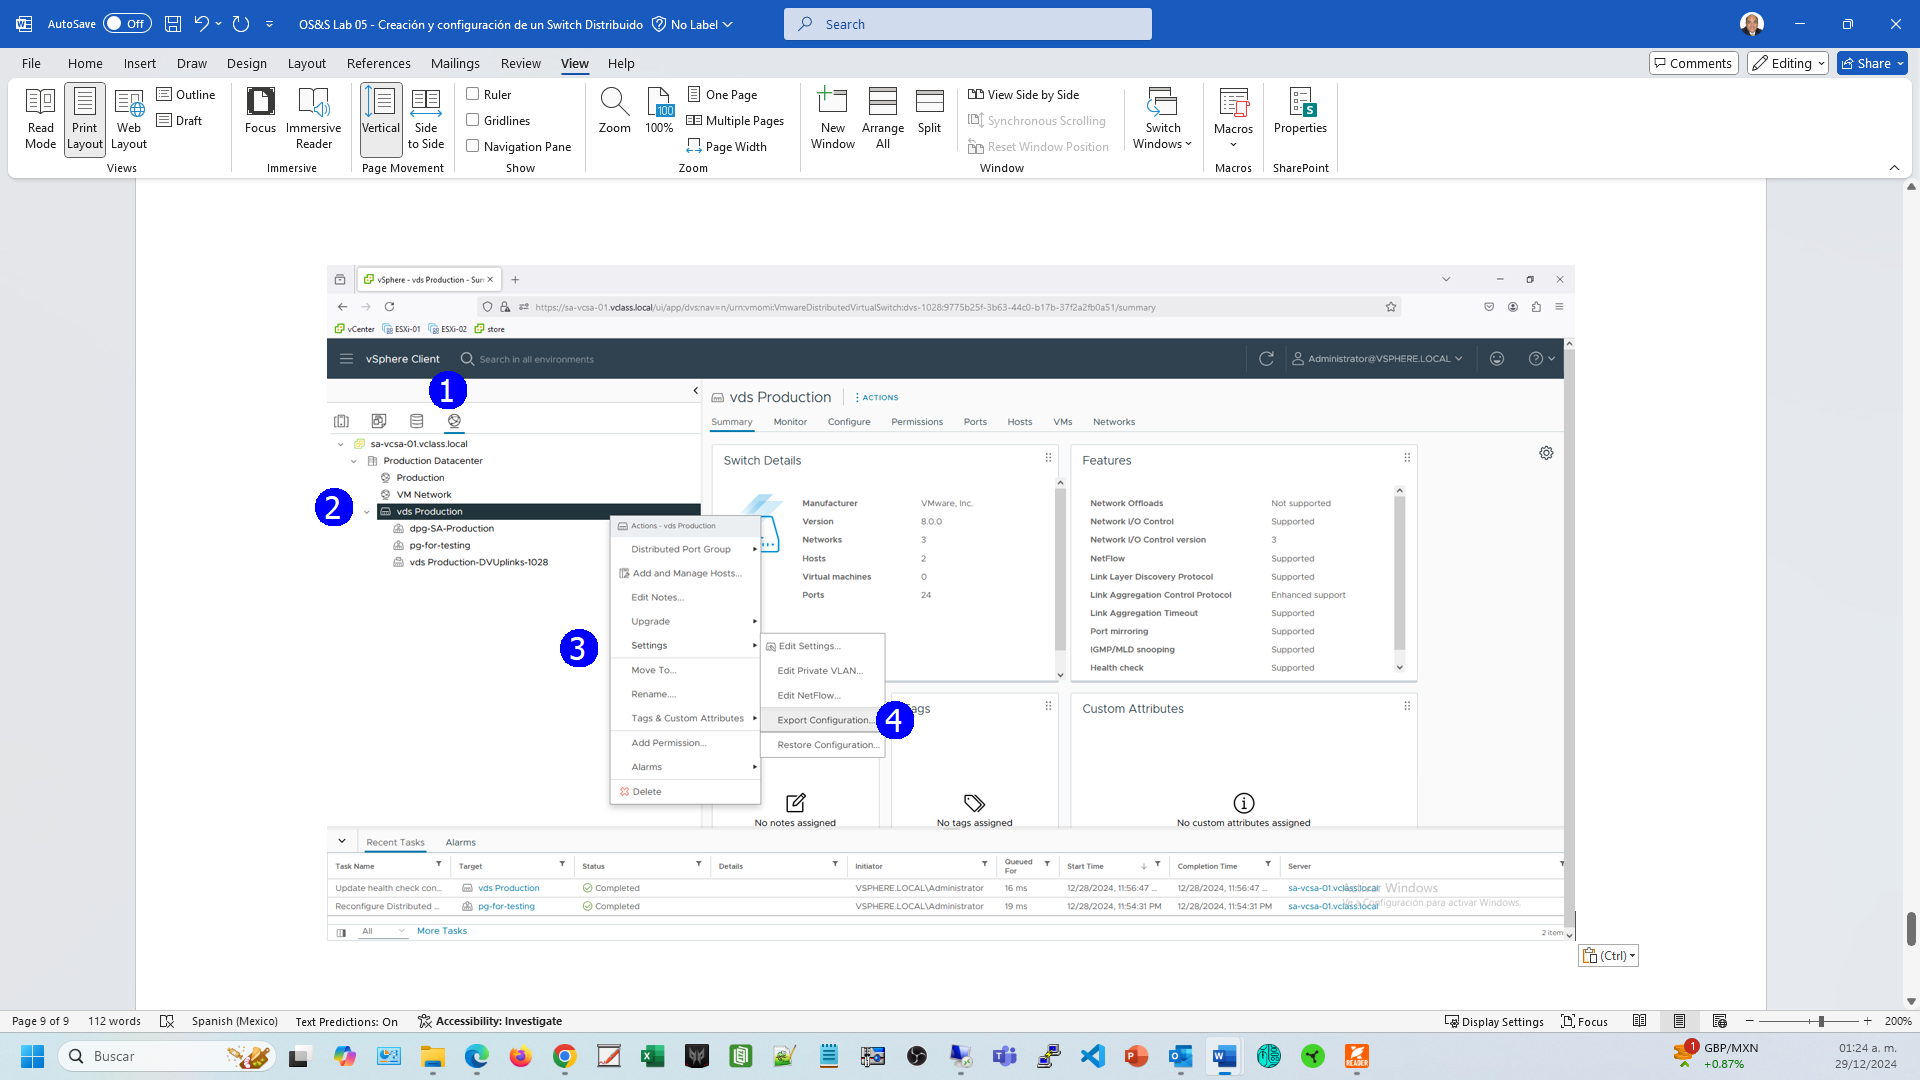 AutoSave Off OS&S Lab 05 - Creación y configuración de un Switch Distribuido No Label Search
File Home Insert Draw Design Layout References Mailings Review View Help Comments Editing Share
Read Mode Print Layout Web Layout Outline Draft Views
Focus Immersive Reader Immersive
Vertical Side to Side Page Movement
Ruler Gridlines Navigation Pane Show
Zoom 100 100% One Page Multiple Pages Page Width Zoom
New Window Arrange All Split View Side by Side Synchronous Scrolling Reset Window Position Switch Windows Window
Macros Macros
Properties SharePoint
vSphere - vds Production - Sum
https://sa-vcsa-01.vclass.local/ui/app/dvs:nav=n/urn:vmomi:VmwareDistributedVirtualSwitch:dvs-1028:9775b25f-3b63-44c0-b17b-37f2a2fb0a51/summary
vCenter ESXi-01 ESXi-02 store
vSphere Client Search in all environments Administrator@VSPHERE.LOCAL
1
sa-vcsa-01.vclass.local
Production Datacenter
Production
VM Network
2
vds Production
dpg-SA-Production
pg-for-testing
vds Production-DVUplinks-1028
vds Production ACTIONS
Summary Monitor Configure Permissions Ports Hosts VMs Networks
Switch Details
Manufacturer VMware, Inc.
Version 8.0.0
Networks 3
Hosts 2
Virtual machines 0
Ports 24
Features
Network Offloads Not supported
Network I/O Control Supported
Network I/O Control version 3
NetFlow Supported
Link Layer Discovery Protocol Supported
Link Aggregation Control Protocol Enhanced support
Link Aggregation Timeout Supported
Port mirroring Supported
IGMP/MLD snooping Supported
Health check Supported
Actions - vds Production
Distributed Port Group
Add and Manage Hosts...
Edit Notes...
Upgrade
3
Settings
Move To...
Rename....
Tags & Custom Attributes
Add Permission...
Alarms
Delete
Edit Settings...
Edit Private VLAN...
Edit NetFlow...
Export Configuration...
4
Restore Configuration...
No notes assigned
ags
No tags assigned
Custom Attributes
No custom attributes assigned
Recent Tasks Alarms
Task Name Target Status Details Initiator Queued For Start Time Completion Time Server
Update health check con... vds Production Completed VSPHERE.LOCAL\Administrator 16 ms 12/28/2024, 11:56:47 ... 12/28/2024, 11:56:47 ... sa-vcsa-01.vclass.local
Reconfigure Distributed ... pg-for-testing Completed VSPHERE.LOCAL\Administrator 19 ms 12/28/2024, 11:54:31 PM 12/28/2024, 11:54:31 PM sa-vcsa-01.vclass.local
Windows
Configuración para activar Windows.
All More Tasks 2 item
(Ctrl)
Page 9 of 9 112 words Spanish (Mexico) Text Predictions: On Accessibility: Investigate Display Settings Focus 200%
Buscar 1 GBP/MXN +0.87% 01:24 a. m. 29/12/2024